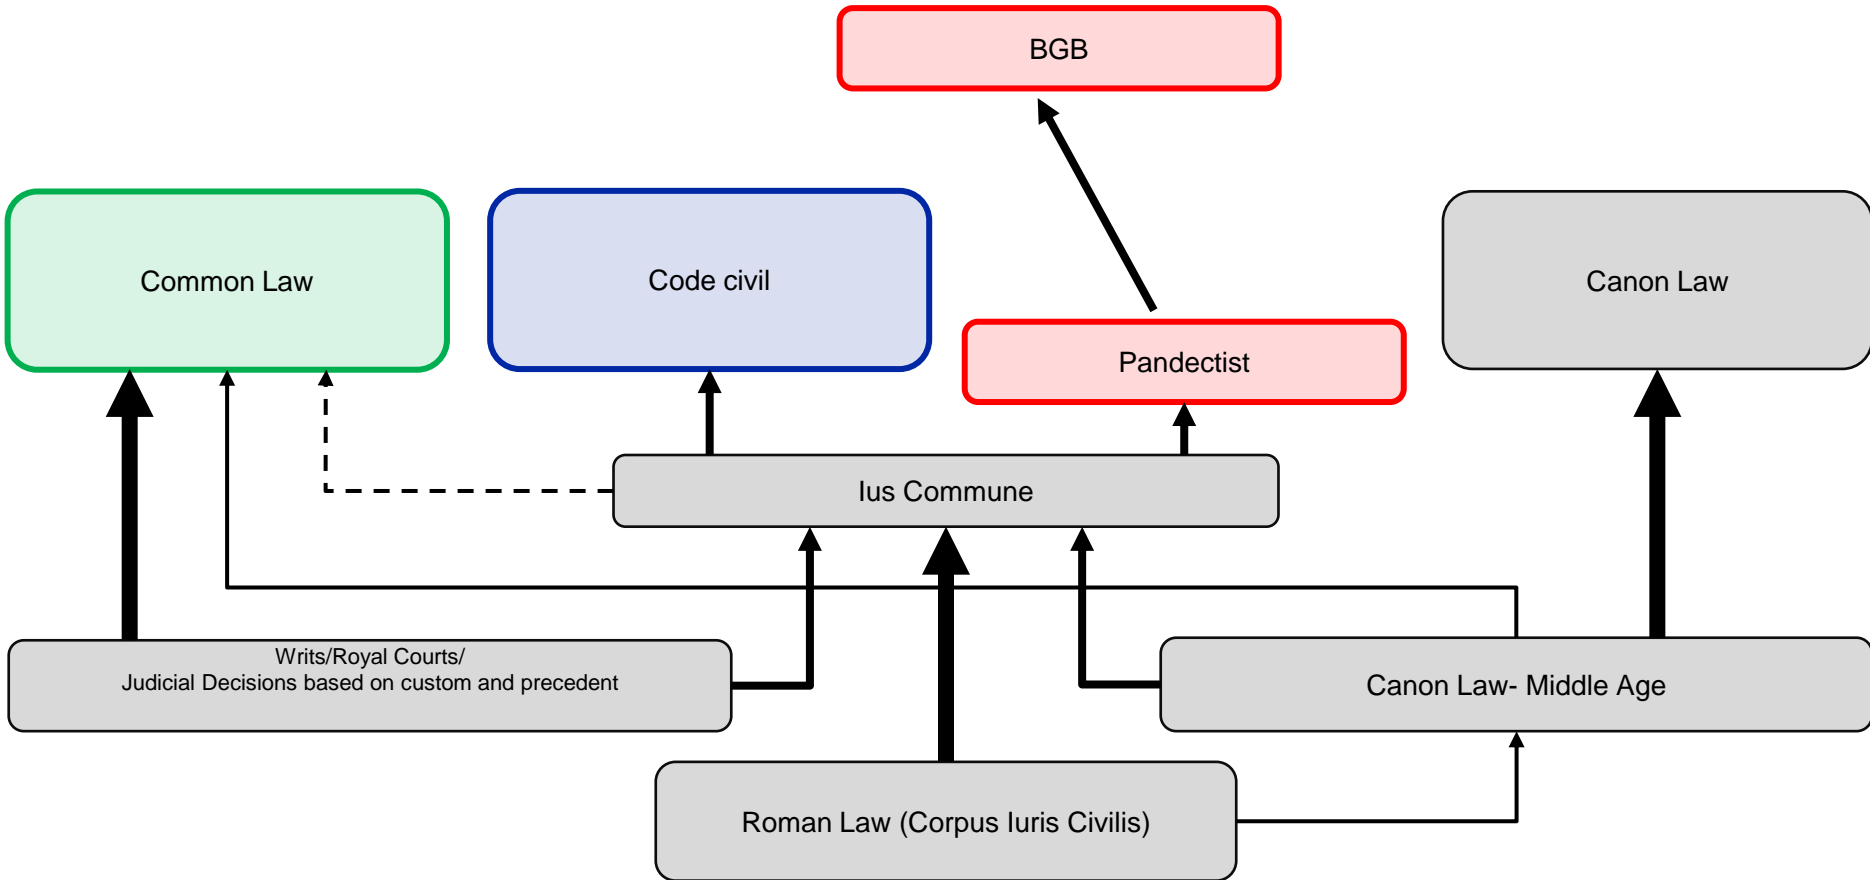 BGB
Common Law
Code civil
Canon Law
Pandectist
Ius Commune
Writs/Royal Courts/
Judicial Decisions based on custom and precedent
Canon Law- Middle Age
Roman Law (Corpus Iuris Civilis)